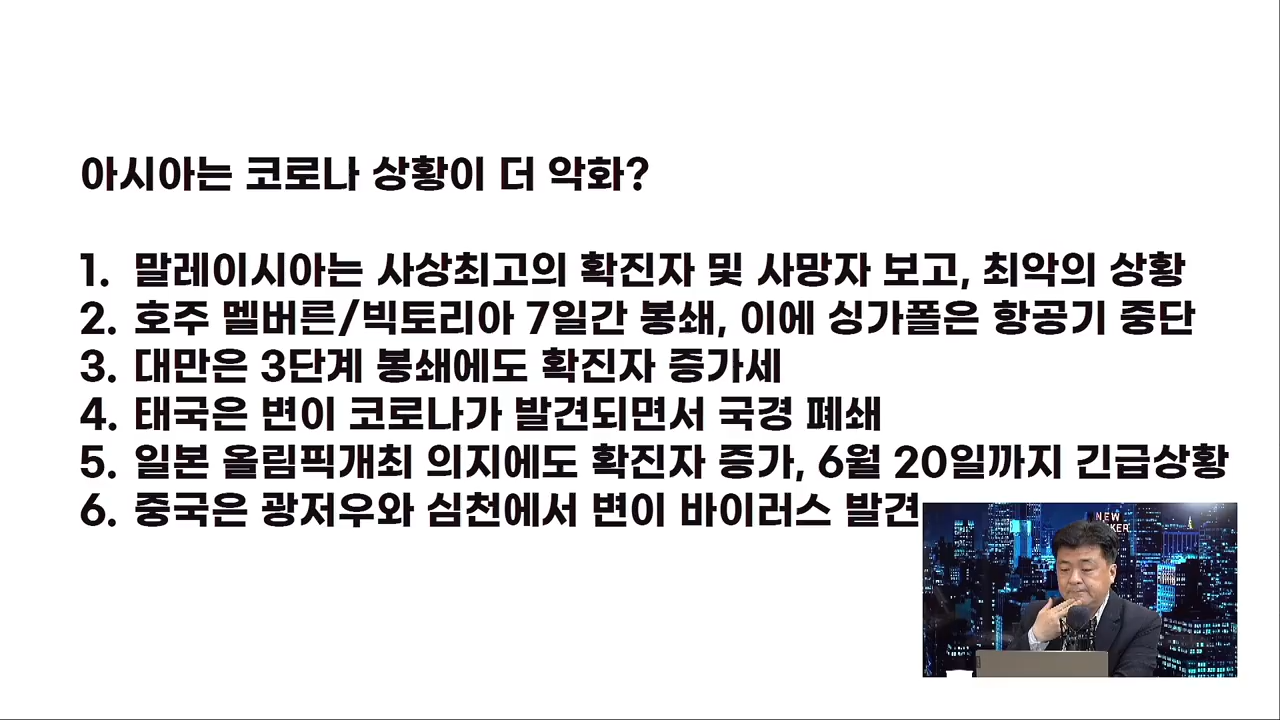 아시아는 코로나 상황이 더 악화?
1. 말레이시아는 사상최고의 확진자 및 사망자 보고, 최악의 상황
2. 호주 멜버른/빅토리아 7일간 봉쇄, 이에 싱가폴은 항공기 중단
3. 대만은 3단계 봉쇄에도 확진자 증가세
4. 태국은 변이 코로나가 발견되면서 국경 폐쇄
5. 일본 올림픽개최 의지에도 확진자 증가, 6월 20일까지 긴급상황
6. 중국은 광저우와 심천에서 변이 바이러스 발견
NEW